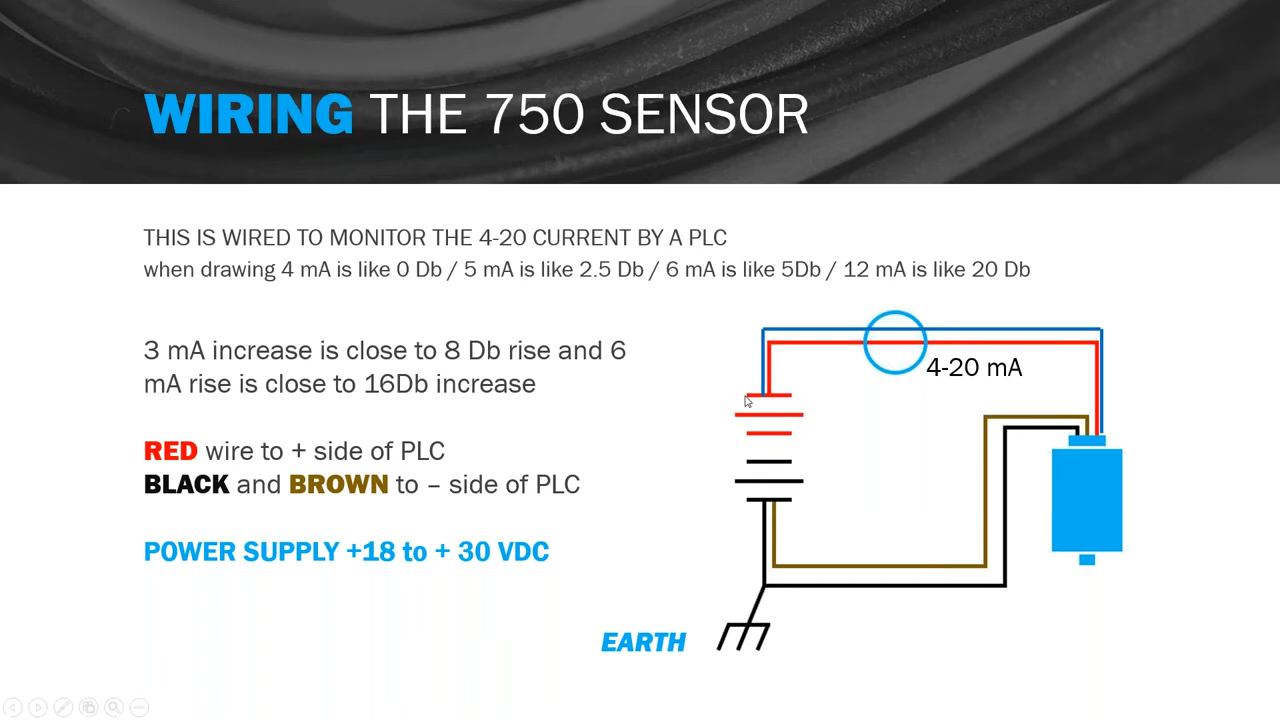 WIRING THE 750 SENSOR
THIS IS WIRED TO MONITOR THE 4-20 CURRENT BY A PLC
when drawing 4 mA is like 0 Db / 5 mA is like 2.5 Db / 6 mA is like 5Db / 12 mA is like 20 Db
3 mA increase is close to 8 Db rise and 6
mA rise is close to 16Db increase
4-20 mA
RED wire to + side of PLC
BLACK and BROWN to – side of PLC
POWER SUPPLY +18 to + 30 VDC
EARTH